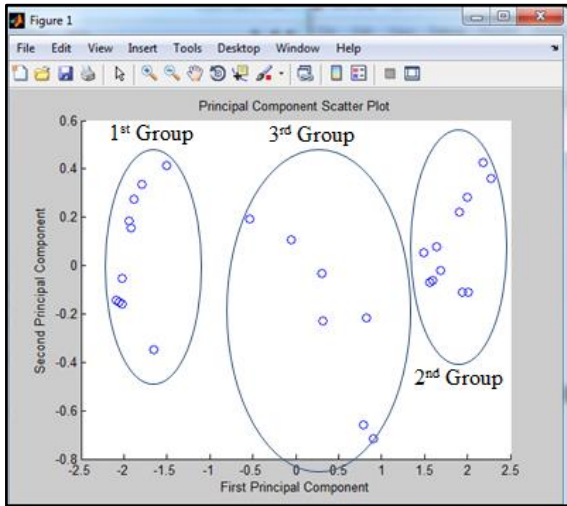 Figure 1
File Edit View Insert Tools Desktop Window Help
Principal Component Scatter Plot
1st Group
3rd Group
2nd Group
0.6
0.4
0.2
0
-0.2
-0.4
-0.6
-0.8
Second Principal Component
-2.5 -2 -1.5 -1 -0.5 0 0.5 1 1.5 2 2.5
First Principal Component